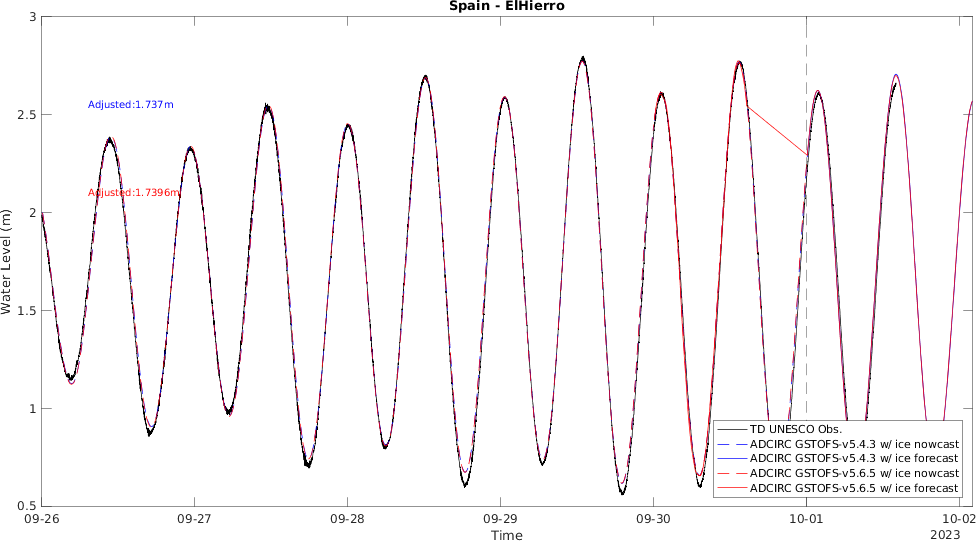 Spain - ElHierro
3
2.5
2
1.5
1
0.5
Water Level (m)
Adjusted:1.737m
Adjusted:1.7396m
TD UNESCO Obs.
ADCIRC GSTOFS-v5.4.3 w/ ice nowcast
ADCIRC GSTOFS-v5.4.3 w/ ice forecast
ADCIRC GSTOFS-v5.6.5 w/ ice nowcast
ADCIRC GSTOFS-v5.6.5 w/ ice forecast
09-26 09-27 09-28 09-29 09-30 10-01 10-02
Time
2023